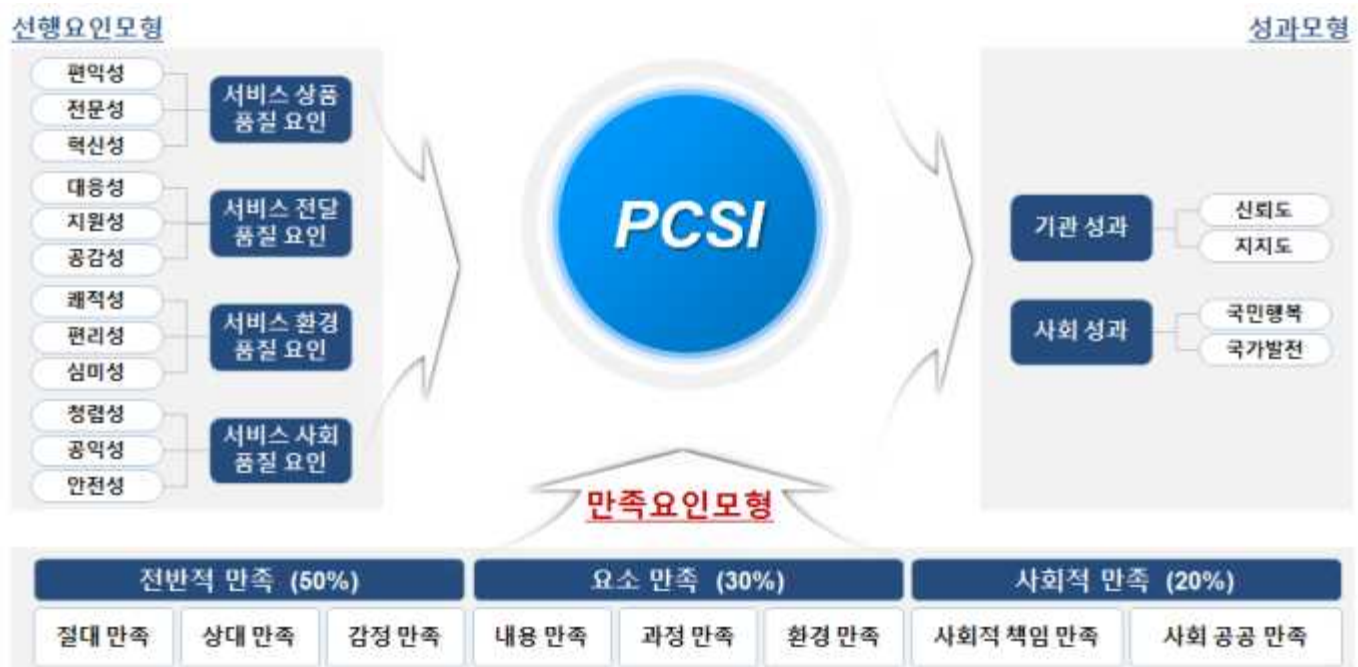 선행요인모형
성과모형
편익성
전문성
혁신성
서비스 상품
품질 요인
대응성
지원성
공감성
서비스 전달
품질 요인
쾌적성
편리성
심미성
서비스 환경
품질 요인
청렴성
공익성
안전성
서비스 사회
품질 요인
PCSI
기관 성과
신뢰도
지지도
사회 성과
국민행복
국가발전
만족요인모형
전반적 만족 (50%)
요소 만족 (30%)
사회적 만족 (20%)
절대 만족
상대 만족
감정 만족
내용 만족
과정 만족
환경 만족
사회적 책임 만족
사회 공공 만족